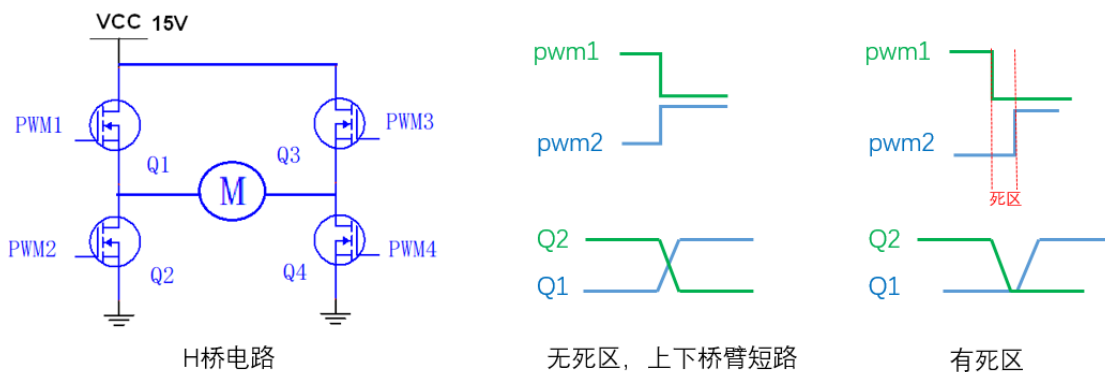 VCC 15V
PWM1
Q1
PWM2
Q2
M
PWM3
Q3
PWM4
Q4
H桥电路
pwm1
pwm2
Q2
Q1
无死区，上下桥臂短路
pwm1
pwm2
死区
Q2
Q1
有死区